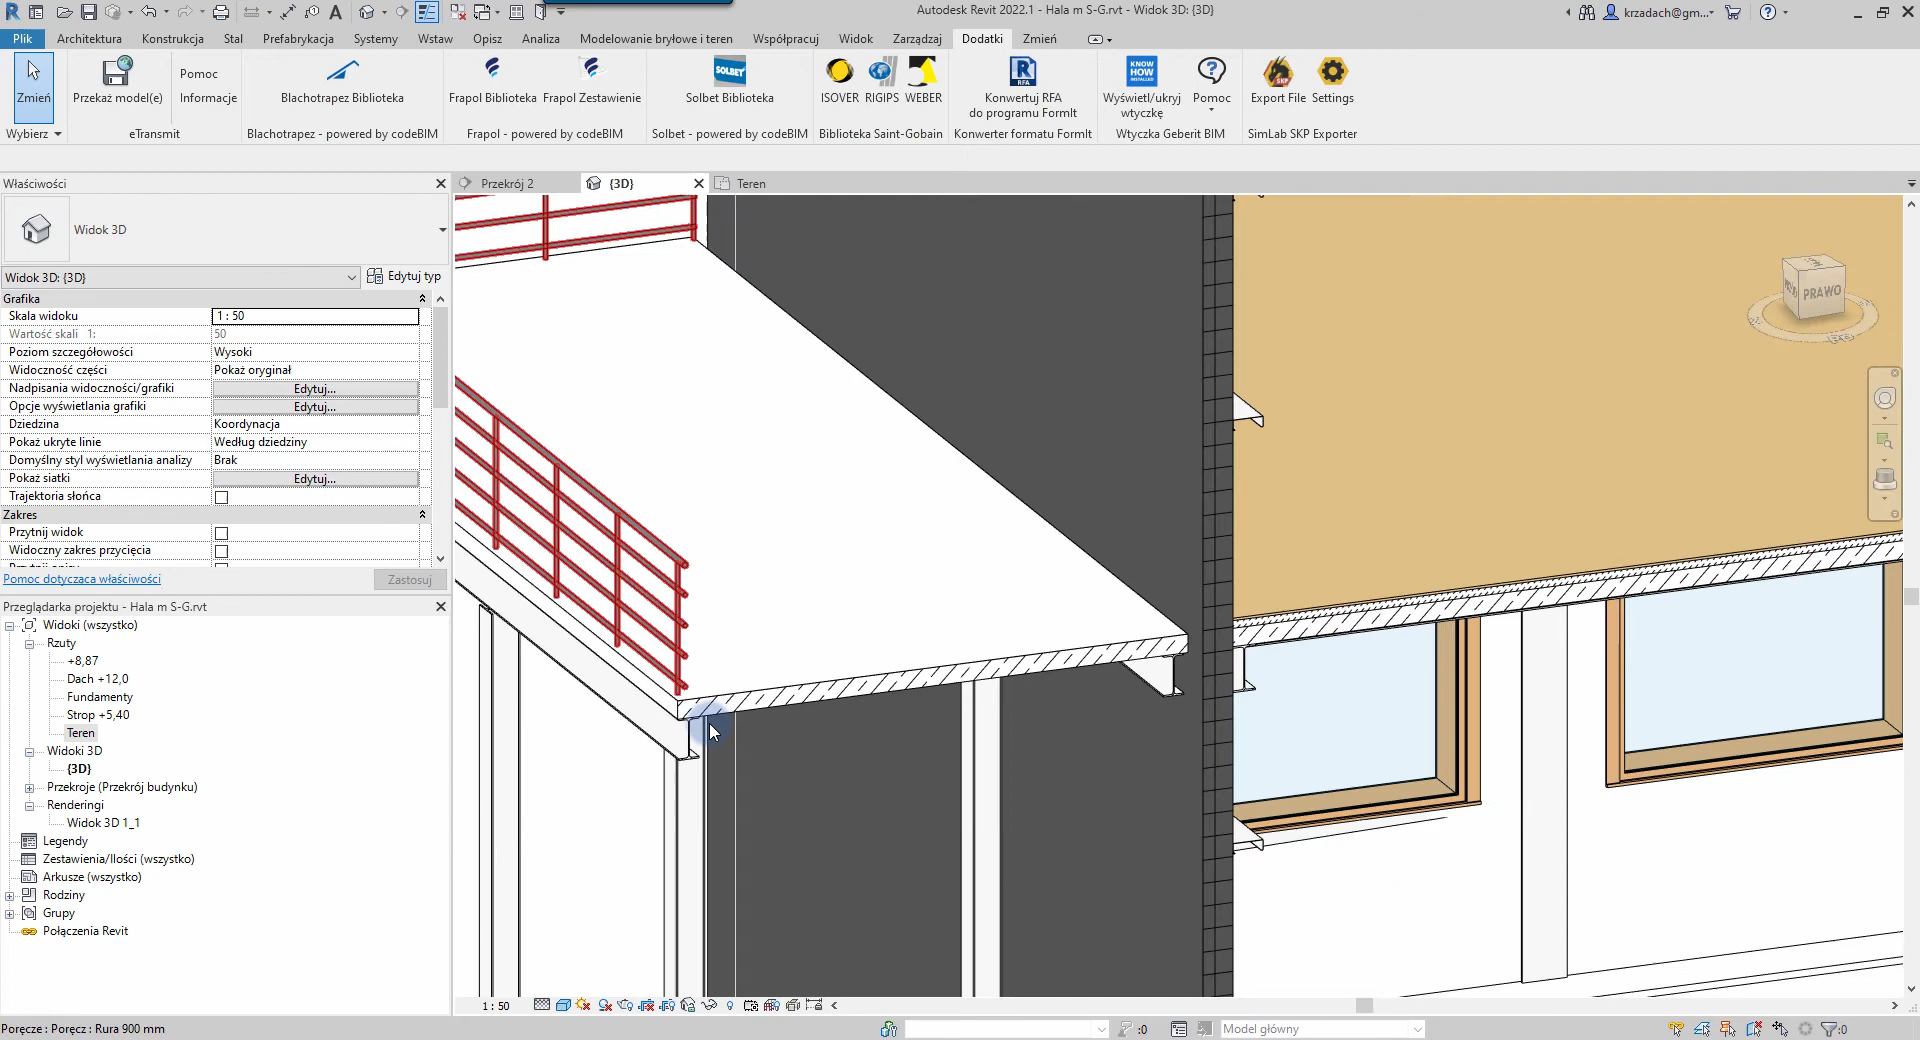 Autodesk Revit 2022.1 - Hala m S-G.rvt - Widok 3D: {3D}
krzadach@gm...
Plik Architektura Konstrukcja Stal Prefabrykacja Systemy Wstaw Opisz Analiza Modelowanie bryłowe i teren Współpracuj Widok Zarządzaj Dodatki Zmień
Zmień
Przekaż model(e)
Pomoc
Informacje
Blachotrapez Biblioteka
Frapol Biblioteka Frapol Zestawienie
SOLBET
Solbet Biblioteka
ISOVER RIGIPS WEBER
RFA
Konwertuj RFA
do programu FormIt
KNOW
HOW
INSTALLED
Wyświetl/ukryj
wtyczkę
Pomoc
SKP
Export File Settings
Wybierz eTransmit Blachotrapez - powered by codeBIM Frapol - powered by codeBIM Solbet - powered by codeBIM Biblioteka Saint-Gobain Konwerter formatu FormIt Wtyczka Geberit BIM SimLab SKP Exporter
Właściwości
Przekrój 2 {3D} Teren
Widok 3D
Widok 3D: {3D} Edytuj typ
Grafika
Skala widoku 1 : 50
Wartość skali 1: 50
Poziom szczegółowości Wysoki
Widoczność części Pokaż oryginał
Nadpisania widoczności/grafiki Edytuj...
Opcje wyświetlania grafiki Edytuj...
Dziedzina Koordynacja
Pokaż ukryte linie Według dziedziny
Domyślny styl wyświetlania analizy Brak
Pokaż siatki Edytuj...
Trajektoria słońca
Zakres
Przytnij widok
Widoczny zakres przycięcia
Pomoc dotycząca właściwości Zastosuj
Przeglądarka projektu - Hala m S-G.rvt
Widoki (wszystko)
Rzuty
+8,87
Dach +12,0
Fundamenty
Strop +5,40
Teren
Widoki 3D
{3D}
Przekroje (Przekrój budynku)
Renderingi
Widok 3D 1_1
Legendy
Zestawienia/Ilości (wszystko)
Arkusze (wszystko)
Rodziny
Grupy
Połączenia Revit
PRAWO
1 : 50
Poręcze : Poręcz : Rura 900 mm
:0
Model główny
:0